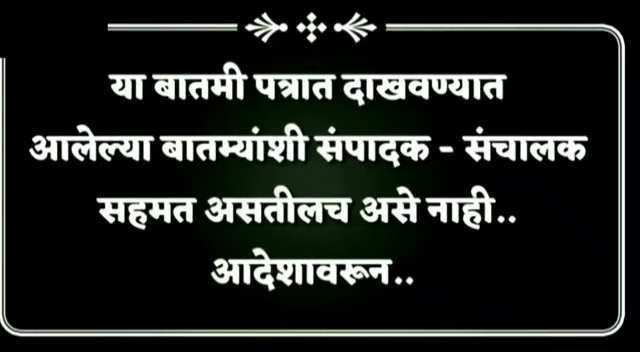 या बातमी पत्रात दाखवण्यात
आलेल्या बातम्यांशी संपादक - संचालक
सहमत असतीलच असे नाही..
आदेशावरून..